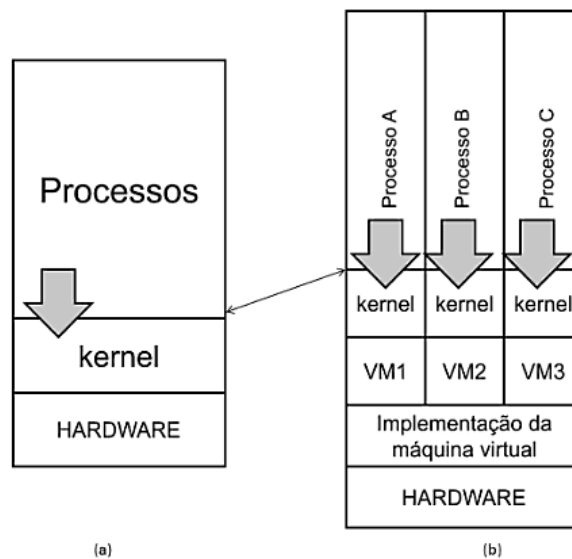 Processos
kernel
HARDWARE
(a)
Processo A
Processo B
Processo C
kernel
kernel
kernel
VM1
VM2
VM3
Implementação da
máquina virtual
HARDWARE
(b)